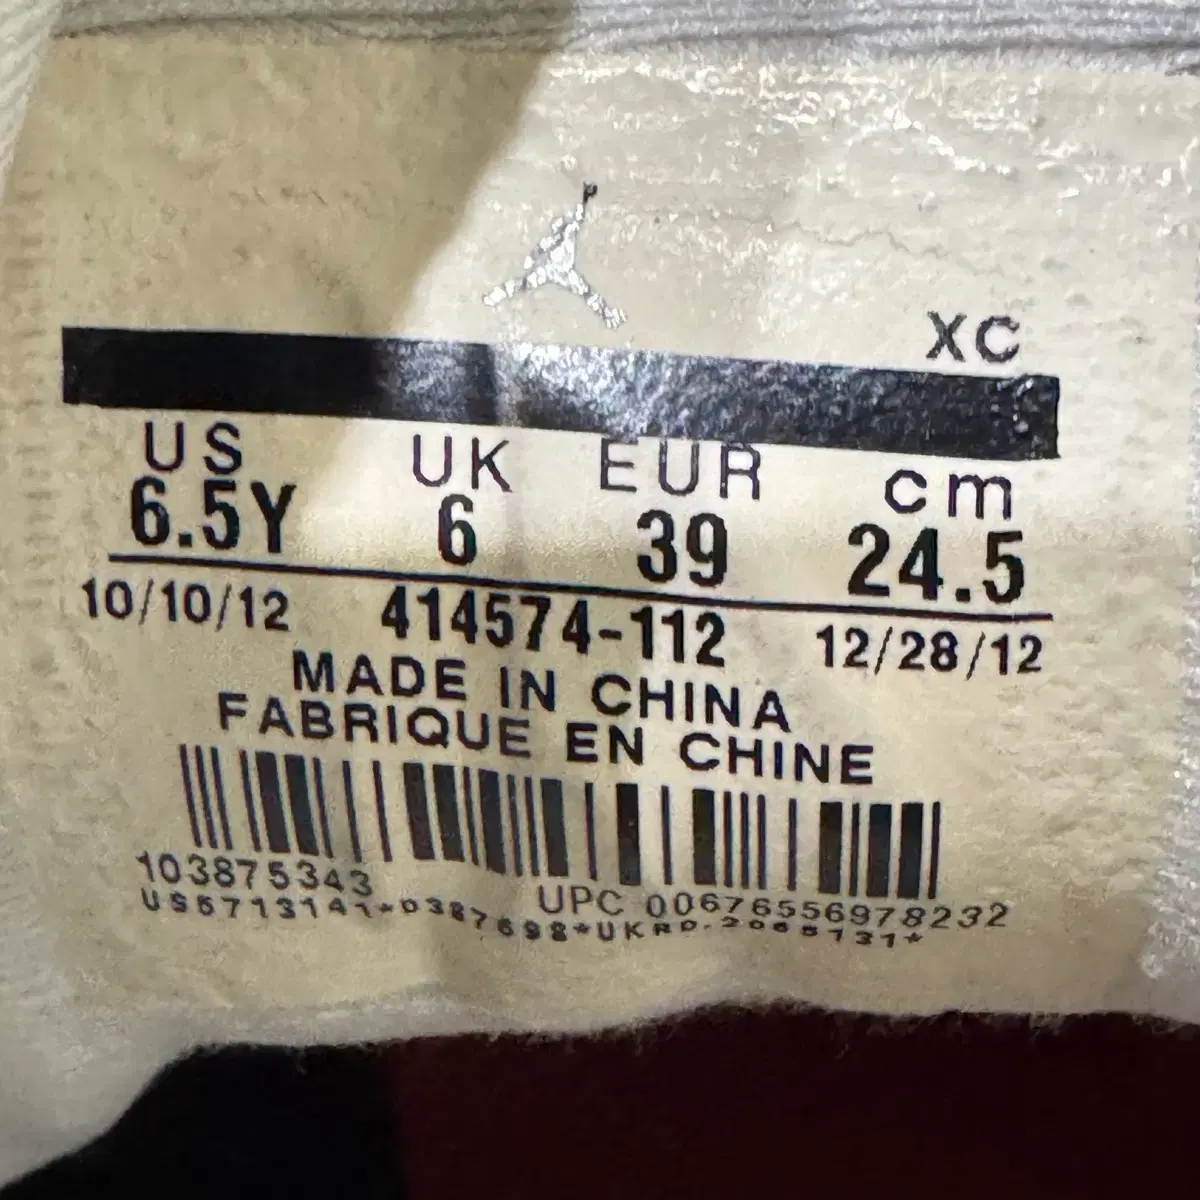 XC
US UK EUR cm
6.5Y 6 39 24.5
10/10/12 414574-112 12/28/12
MADE IN CHINA
FABRIQUE EN CHINE
103875343 UPC 00676556978232